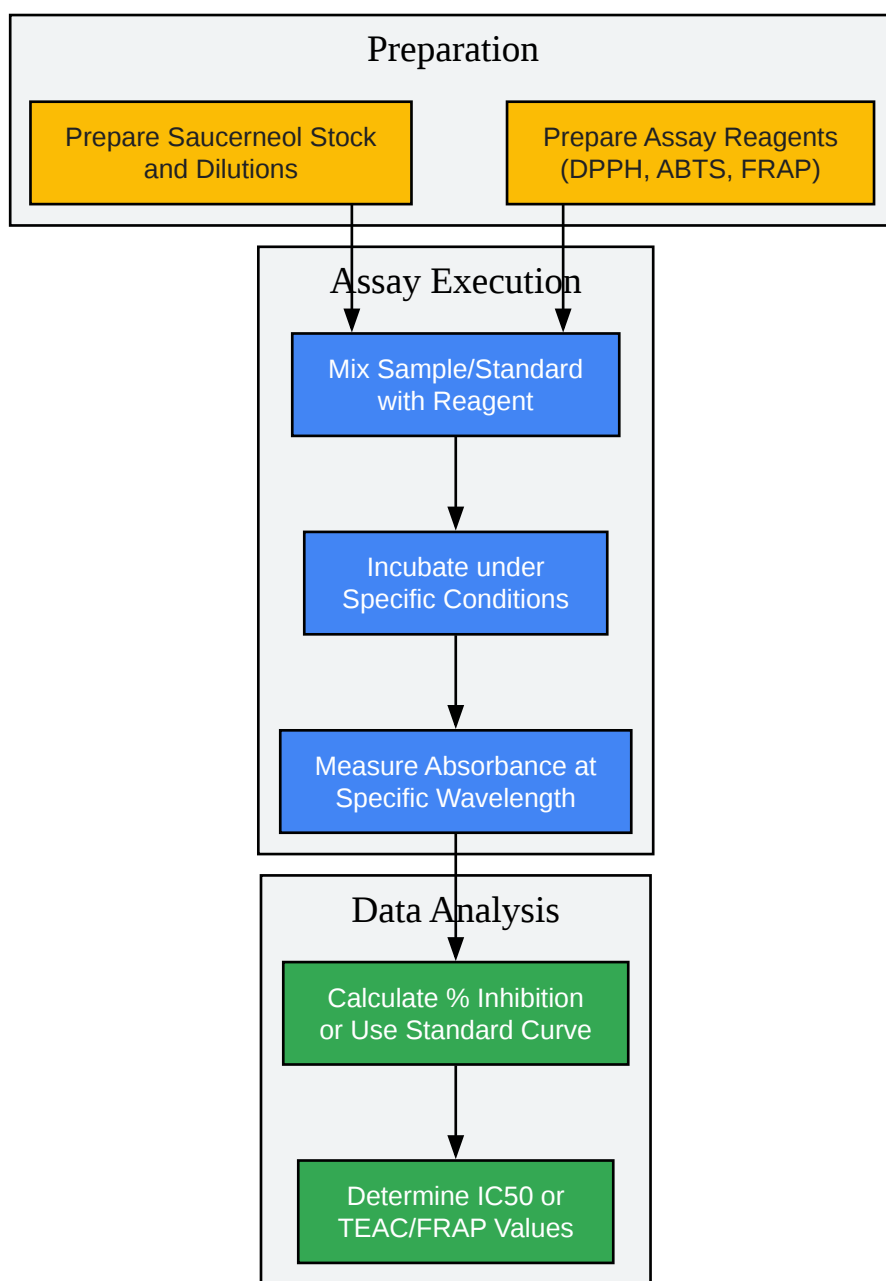 Preparation
Prepare Saucerneol Stock
and Dilutions
Prepare Assay Reagents
(DPPH, ABTS, FRAP)
Assay Execution
Mix Sample/Standard
with Reagent
Incubate under
Specific Conditions
Measure Absorbance at
Specific Wavelength
Data Analysis
Calculate % Inhibition
or Use Standard Curve
Determine IC50 or
TEAC/FRAP Values